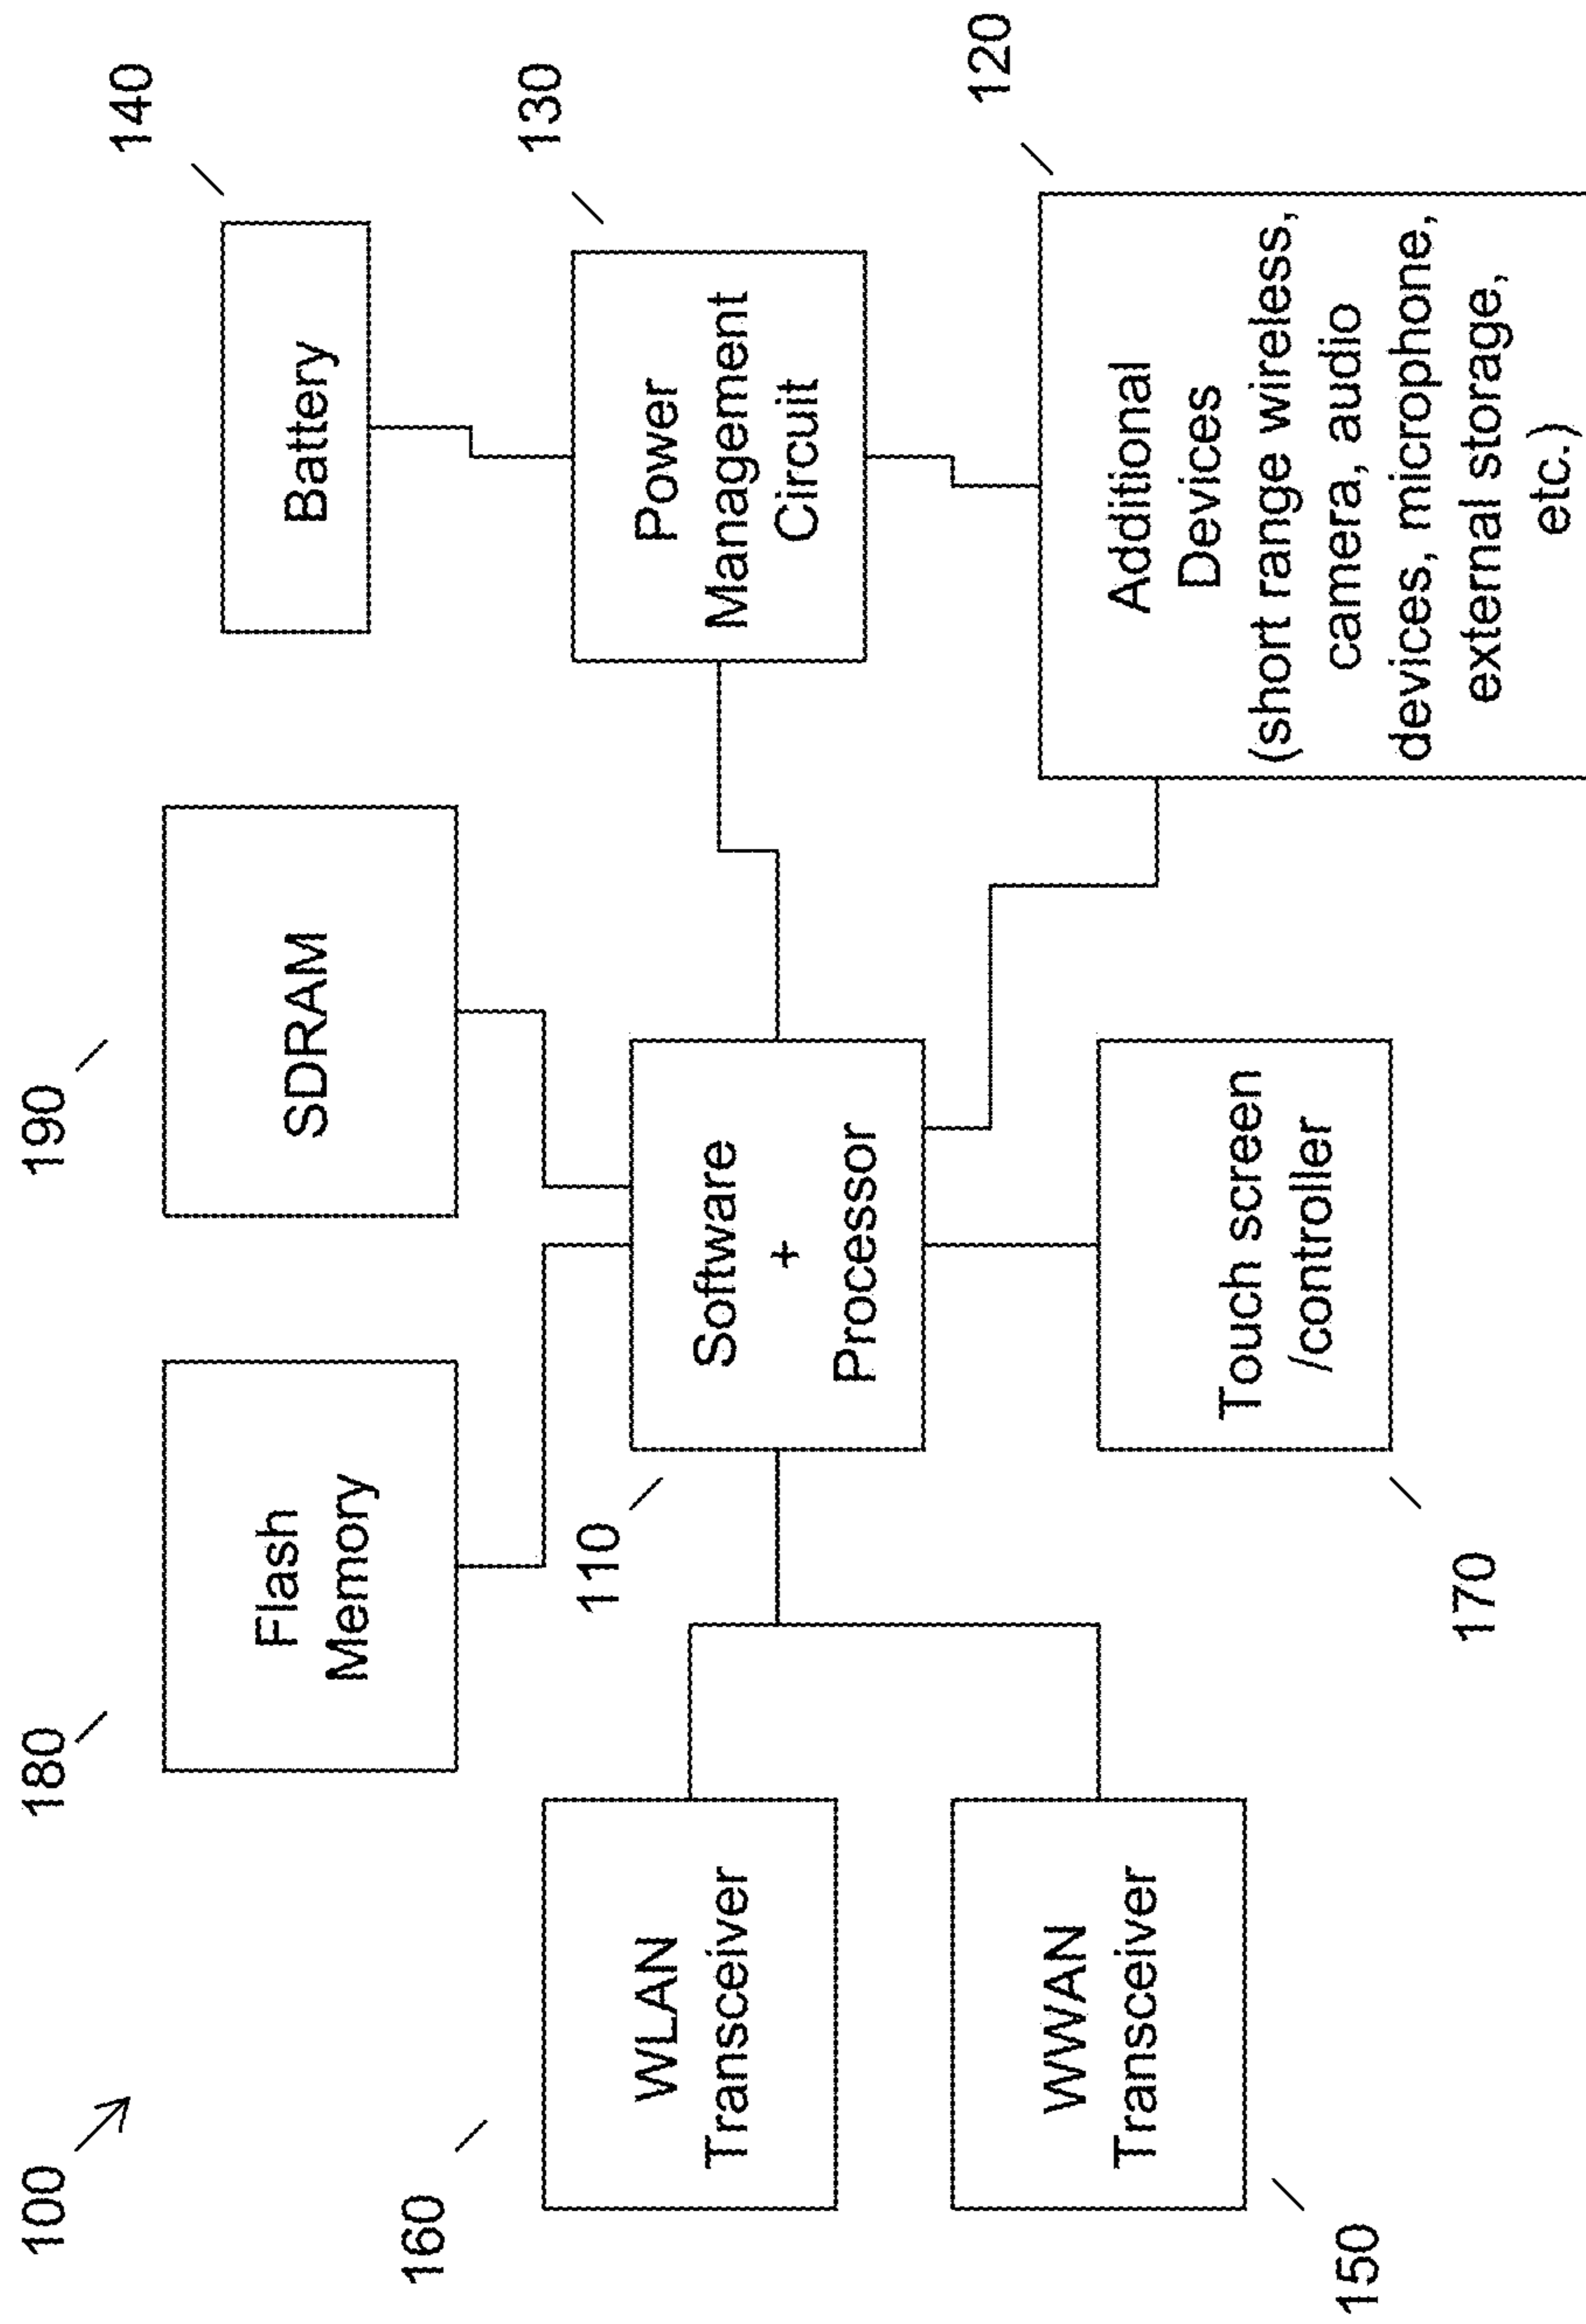 100
180
190
140
Flash
Memory
SDRAM
Battery
160
WLAN
Transceiver
110
Software
+
Processor
130
Power
Management
Circuit
WWAN
Transceiver
150
Touch screen
/controller
170
120
Additional
Devices
(short range wireless,
camera, audio
devices, microphone,
external storage,
etc.)